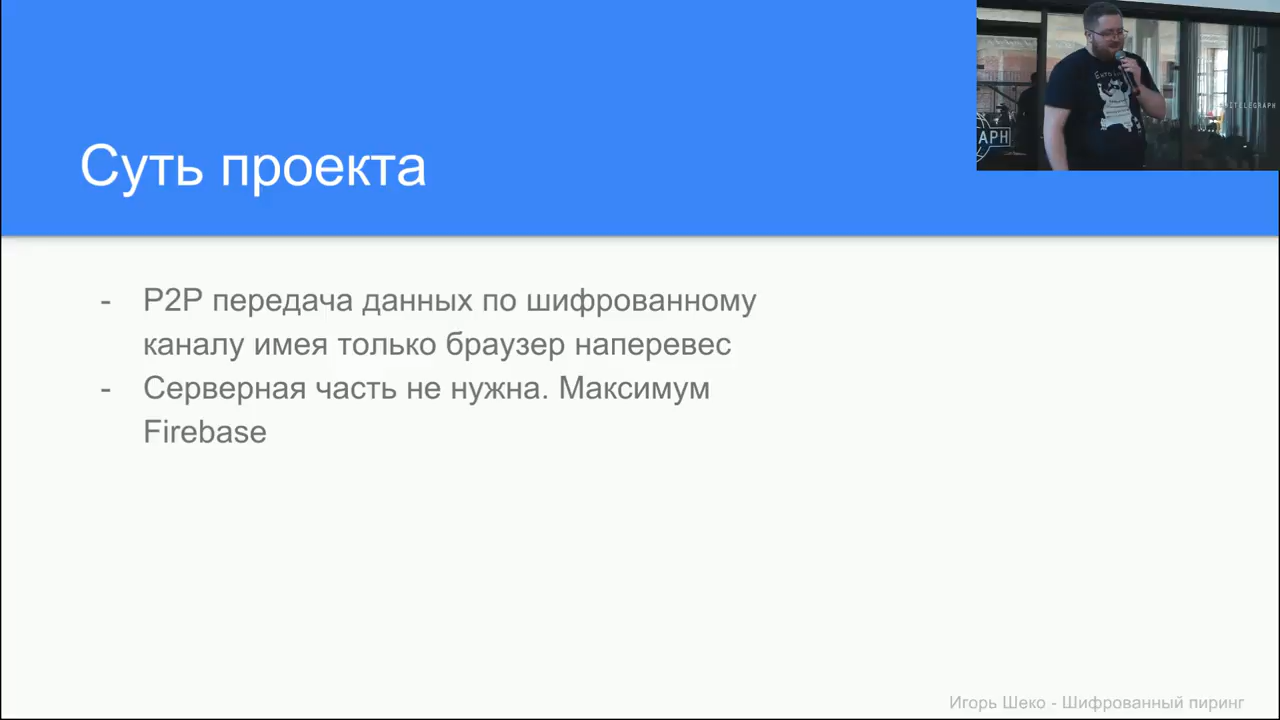 Суть проекта
- P2P передача данных по шифрованному
каналу имея только браузер наперевес
- Серверная часть не нужна. Максимум
Firebase
Игорь Шеко - Шифрованный пиринг